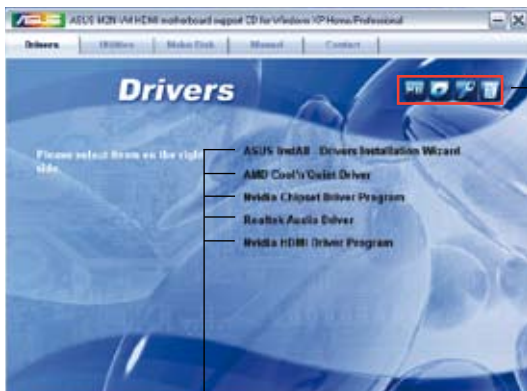 ASUS M2N-VM HDMI motherboard support CD for Windows XP Home/Professional
Drivers Utilities Make Disk Manual Contact
Drivers
Please select items on the right side.
ASUS InstAll - Drivers Installation Wizard
AMD Cool'n'Quiet Driver
Nvidia Chipset Driver Program
Realtek Audio Driver
Nvidia HDMI Driver Program